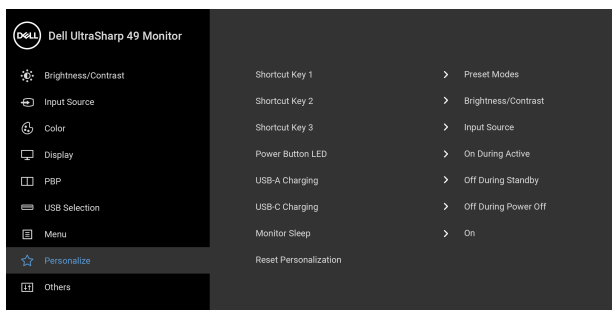 DELL Dell UltraSharp 49 Monitor
Brightness/Contrast
Input Source
Color
Display
PBP
USB Selection
Menu
Personalize
Others
Shortcut Key 1 > Preset Modes
Shortcut Key 2 > Brightness/Contrast
Shortcut Key 3 > Input Source
Power Button LED > On During Active
USB-A Charging > Off During Standby
USB-C Charging > Off During Power Off
Monitor Sleep > On
Reset Personalization